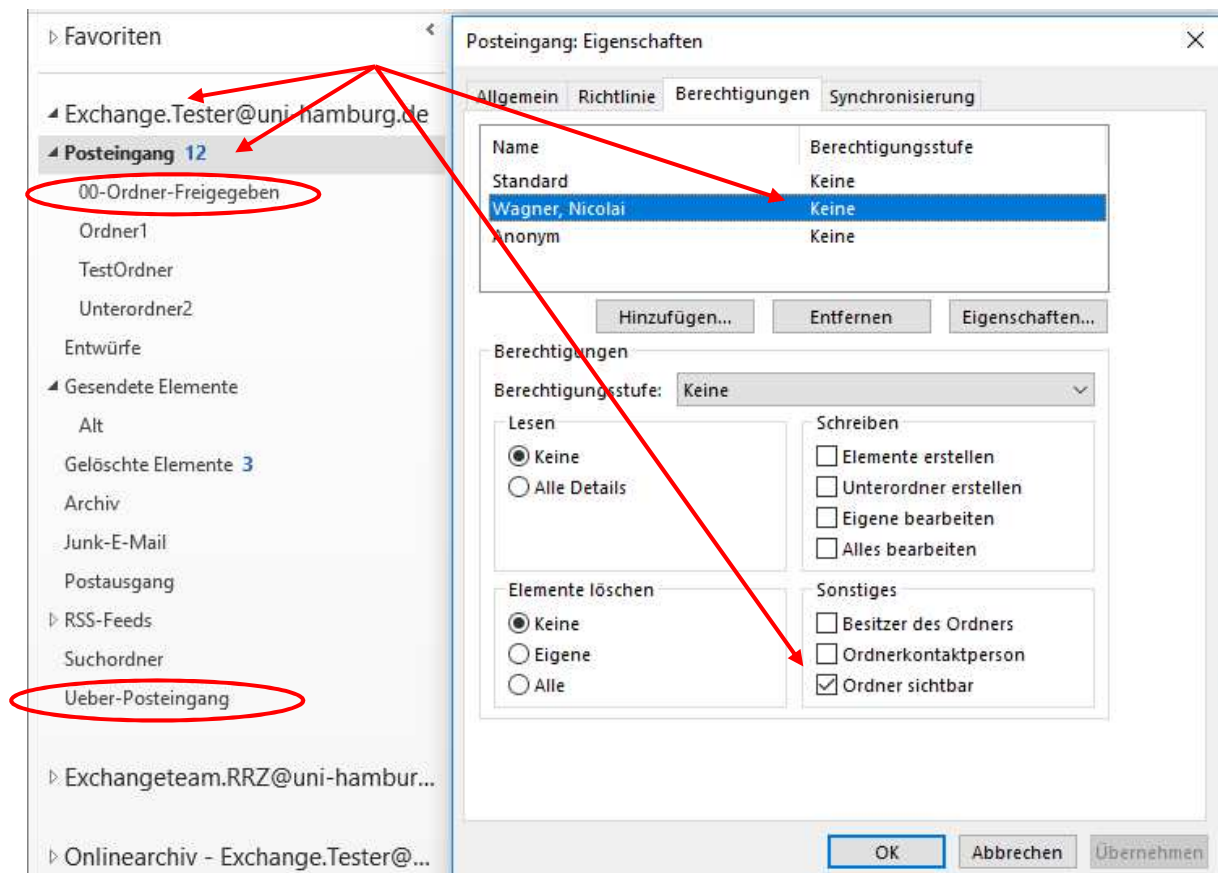 Favoriten
Exchange.Tester@uni-hamburg.de
Posteingang 12
00-Ordner-Freigegeben
Ordner1
TestOrdner
Unterordner2
Entwürfe
Gesendete Elemente
Alt
Gelöschte Elemente 3
Archiv
Junk-E-Mail
Postausgang
RSS-Feeds
Suchordner
Ueber-Posteingang
Exchangeteam.RRZ@uni-hambur...
Onlinearchiv - Exchange.Tester@...
Posteingang: Eigenschaften
Allgemein Richtlinie Berechtigungen Synchronisierung
Name Berechtigungsstufe
Standard Keine
Wagner, Nicolai Keine
Anonym Keine
Hinzufügen... Entfernen Eigenschaften...
Berechtigungen
Berechtigungsstufe: Keine
Lesen
Keine
Alle Details
Schreiben
Elemente erstellen
Unterordner erstellen
Eigene bearbeiten
Alles bearbeiten
Elemente löschen
Keine
Eigene
Alle
Sonstiges
Besitzer des Ordners
Ordnerkontaktperson
Ordner sichtbar
OK Abbrechen Übernehmen